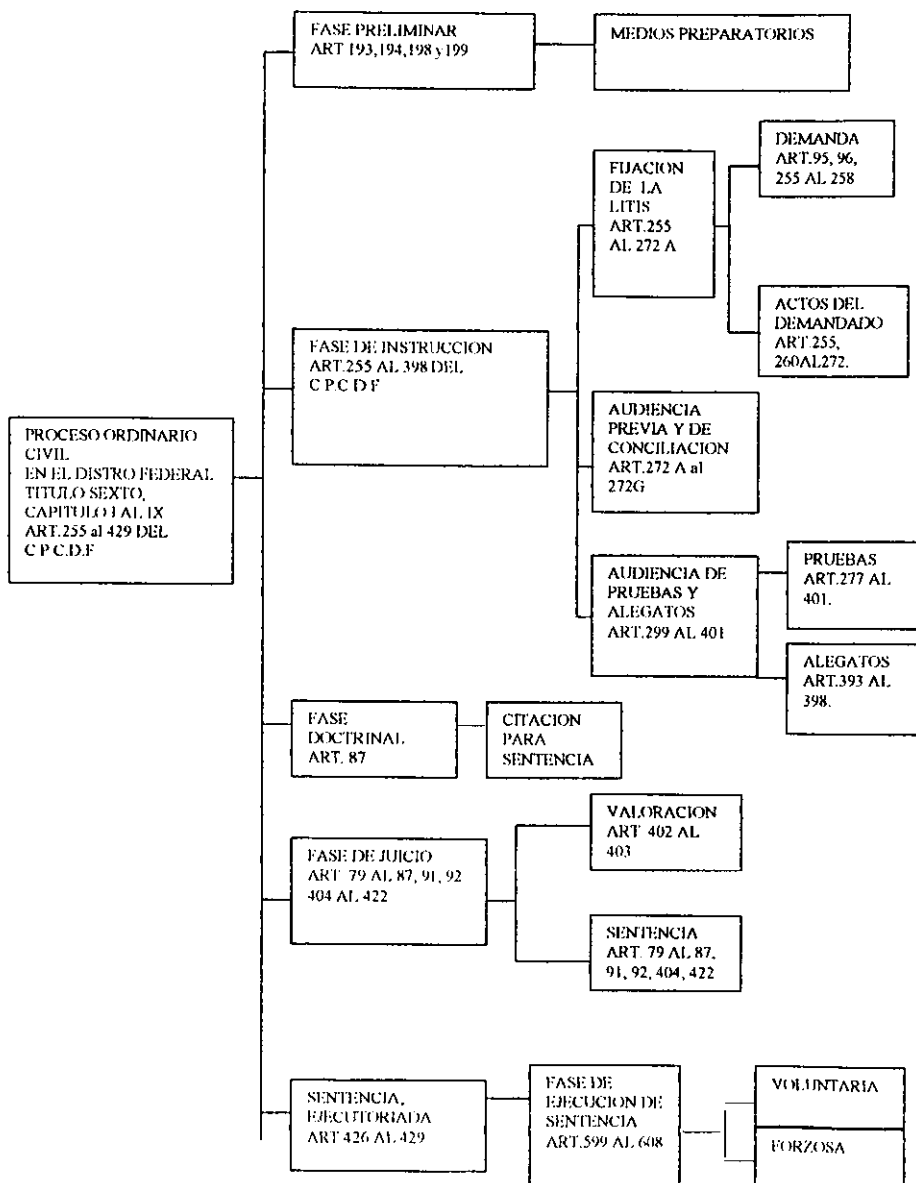 FASE PRELIMINAR
ART 193,194,198 y199
MEDIOS PREPARATORIOS
DEMANDA
ART.95, 96,
255 AL 258
FIJACION
DE LA
LITIS
ART.255
AL 272 A
ACTOS DEL
DEMANDADO
ART.255,
260AL272.
FASE DE INSTRUCCION
ART.255 AL 398 DEL
C P.C D F
AUDIENCIA
PREVIA Y DE
CONCILIACION
ART.272 A al
272G
PROCESO ORDINARIO
CIVIL
EN EL DISTRO FEDERAL
TITULO SEXTO,
CAPITULO I AL IX
ART.255 al 429 DEL
C P C.D.F
AUDIENCIA DE
PRUEBAS Y
ALEGATOS
ART.299 AL 401
PRUEBAS
ART.277 AL
401.
ALEGATOS
ART.393 AL
398.
FASE
DOCTRINAL
ART. 87
CITACION
PARA
SENTENCIA
VALORACION
ART 402 AL
403
FASE DE JUICIO
ART 79 AL 87, 91, 92
404 AL 422
SENTENCIA
ART. 79 AL 87,
91, 92, 404, 422
SENTENCIA,
EJECUTORIADA
ART 426 AL 429
FASE DE
EJECUCION DE
SENTENCIA
ART.599 AL 608
VOLUNTARIA
FORZOSA